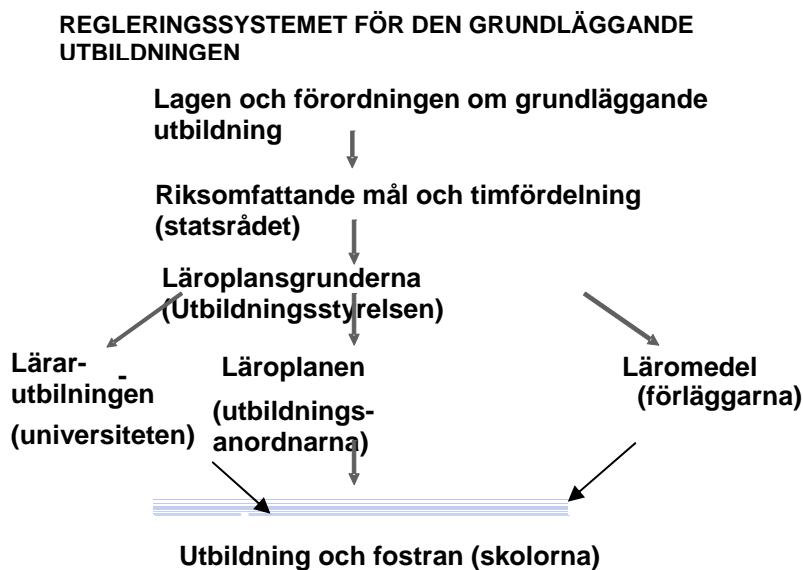 REGLERINGSSYSTEMET FÖR DEN GRUNDLÄGGANDE
UTBILDNINGEN
Lagen och förordningen om grundläggande
utbildning
Riksomfattande mål och timfördelning
(statsrådet)
Läroplansgrunderna
(Utbildningsstyrelsen)
Lärar-
utbilningen
-
(universiteten)
Läroplanen
(utbildnings-
anordnarna)
Läromedel
(förläggarna)
Utbildning och fostran (skolorna)